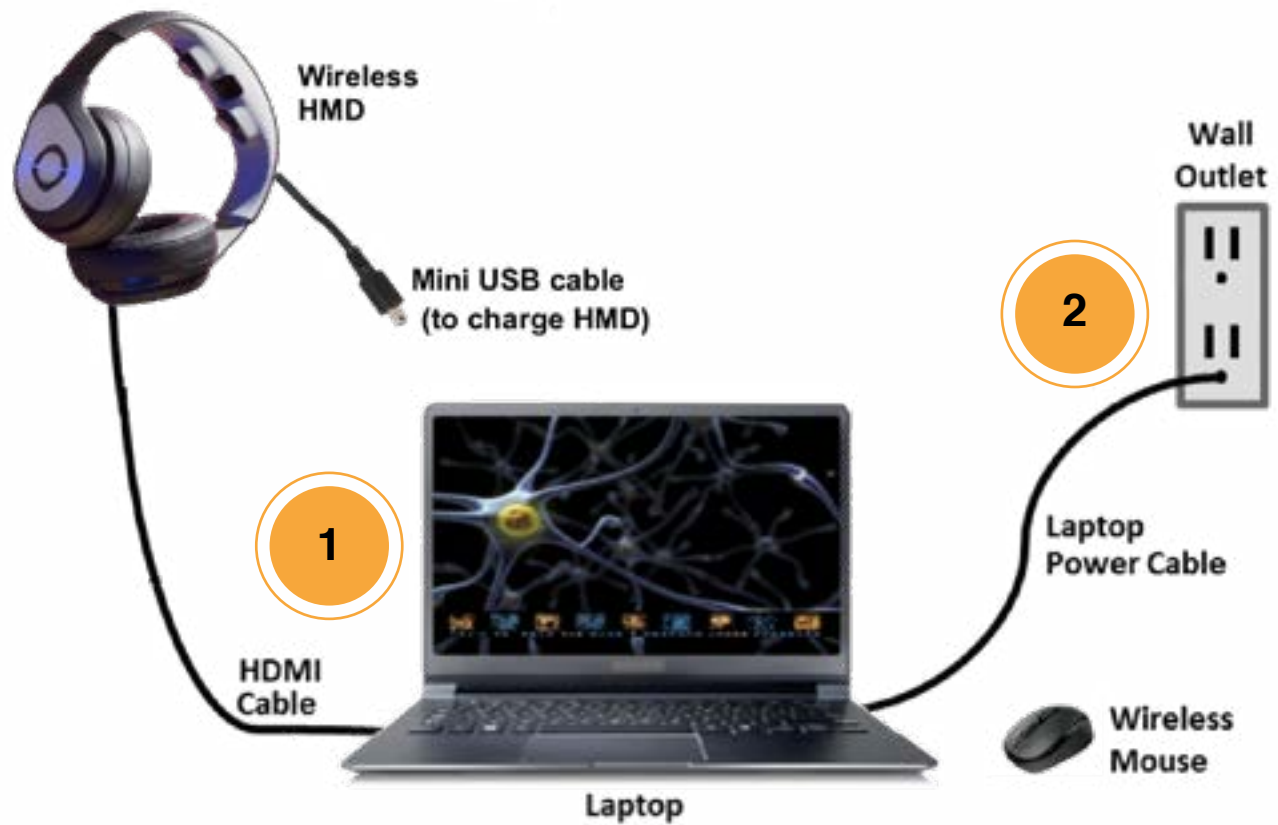 Wireless
HMD
Wall
Outlet
Mini USB cable
(to charge HMD)
2
1
Laptop
Power Cable
HDMI
Cable
Wireless
Mouse
Laptop